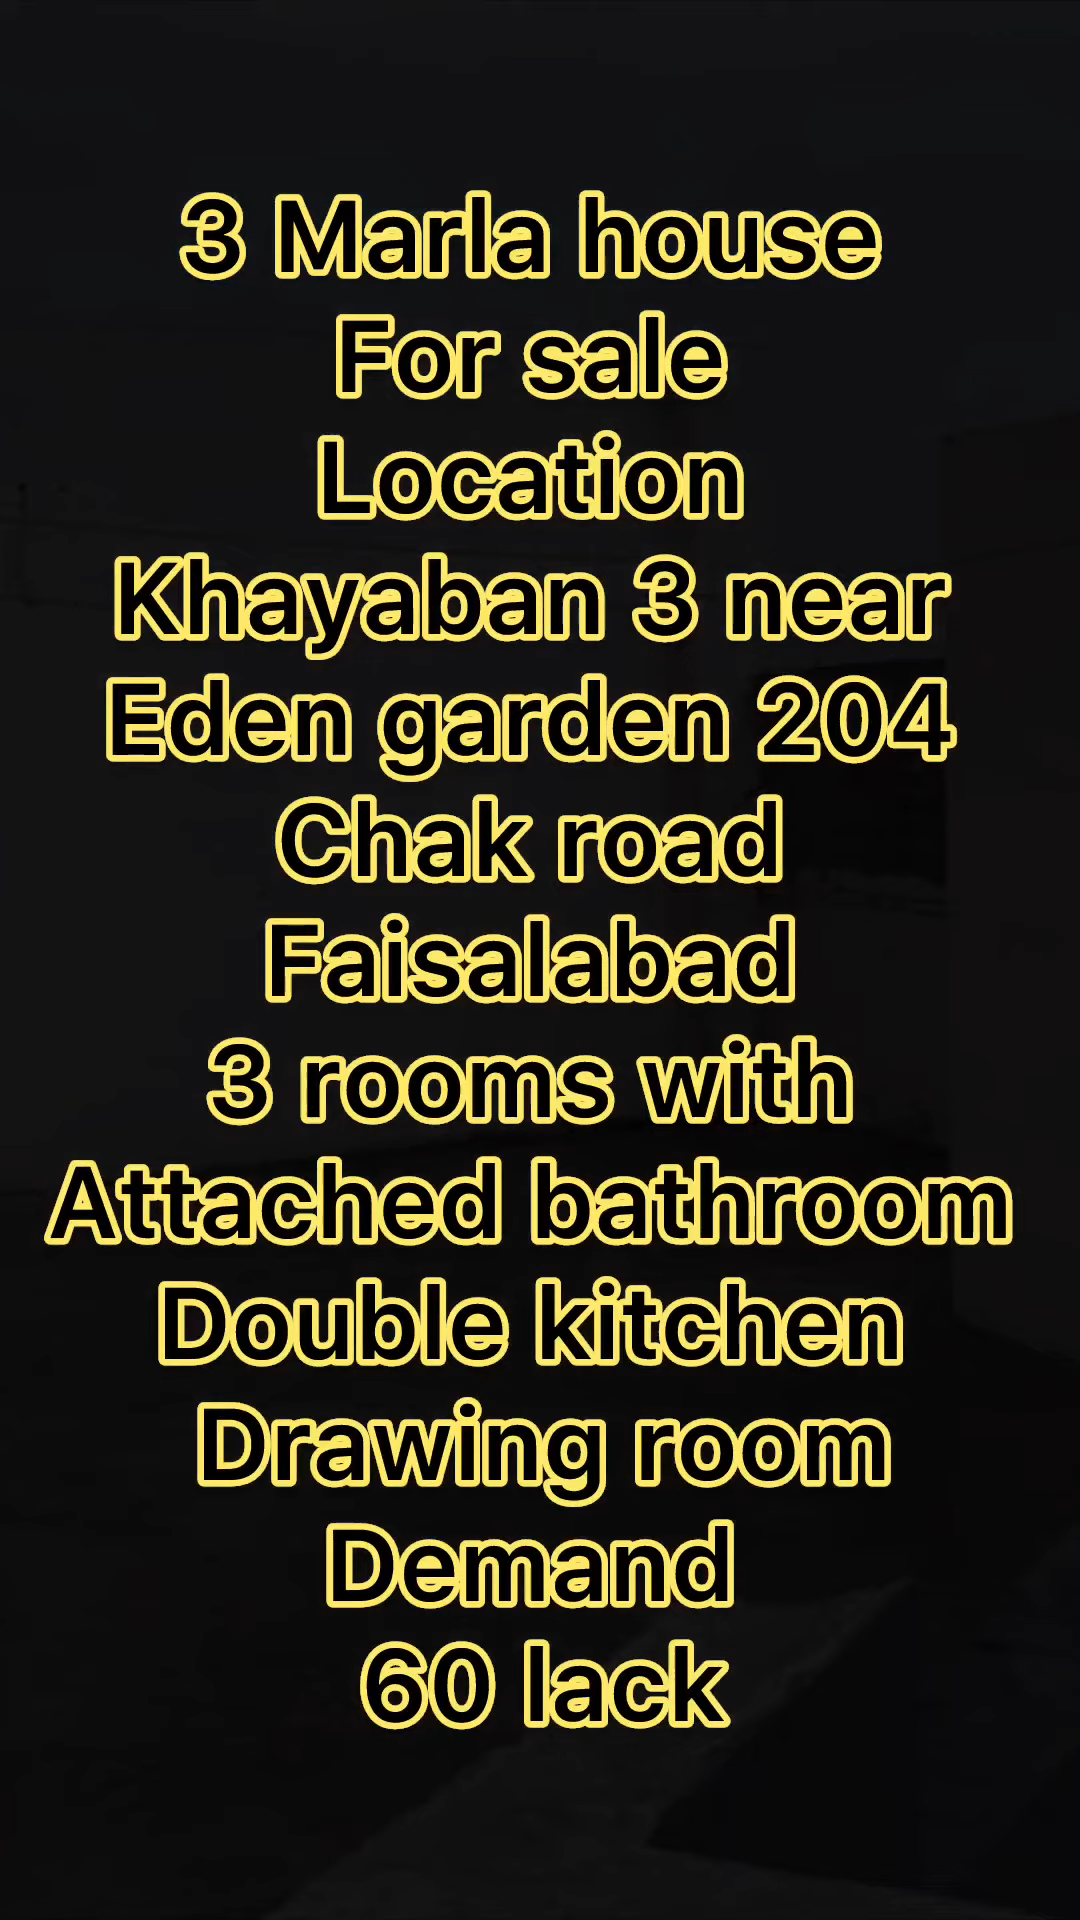 3 Marla house
For sale
Location
Khayaban 3 near
Eden garden 204
Chak road
Faisalabad
3 rooms with
Attached bathroom
Double kitchen
Drawing room
Demand
60 lack